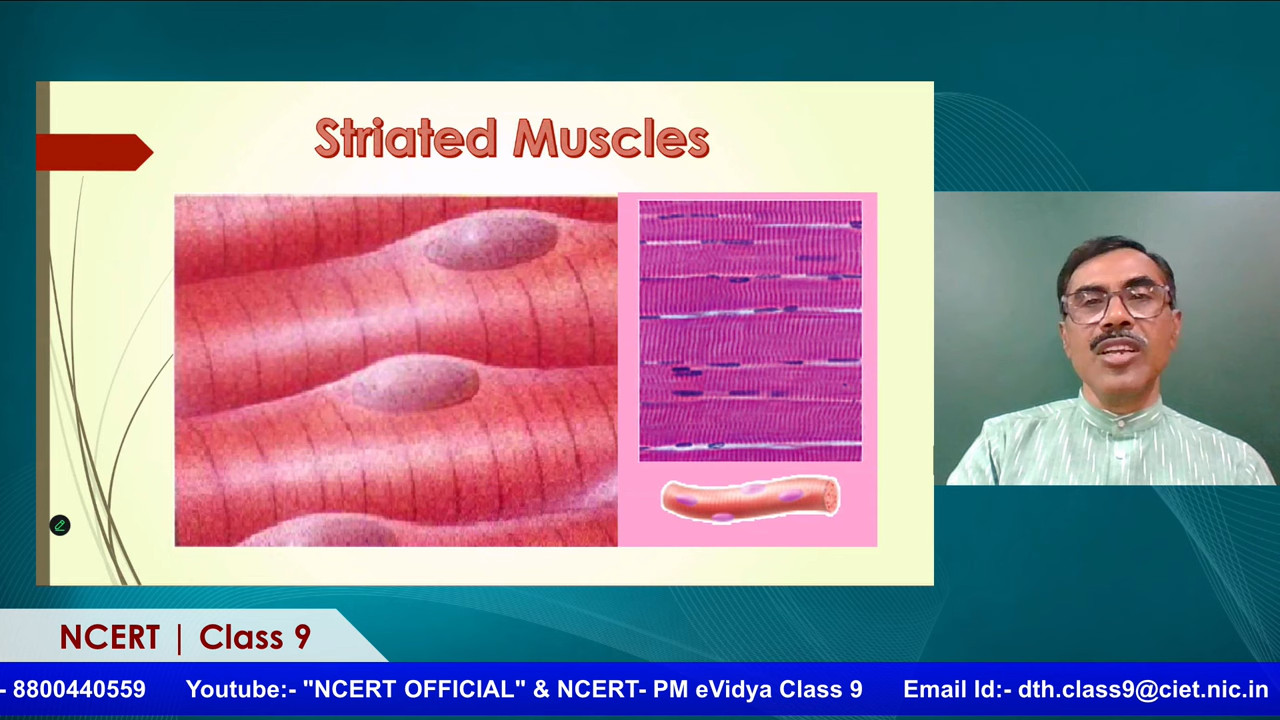 Striated Muscles
NCERT | Class 9
- 8800440559 Youtube:- "NCERT OFFICIAL" & NCERT- PM eVidya Class 9 Email Id:- dth.class9@ciet.nic.in